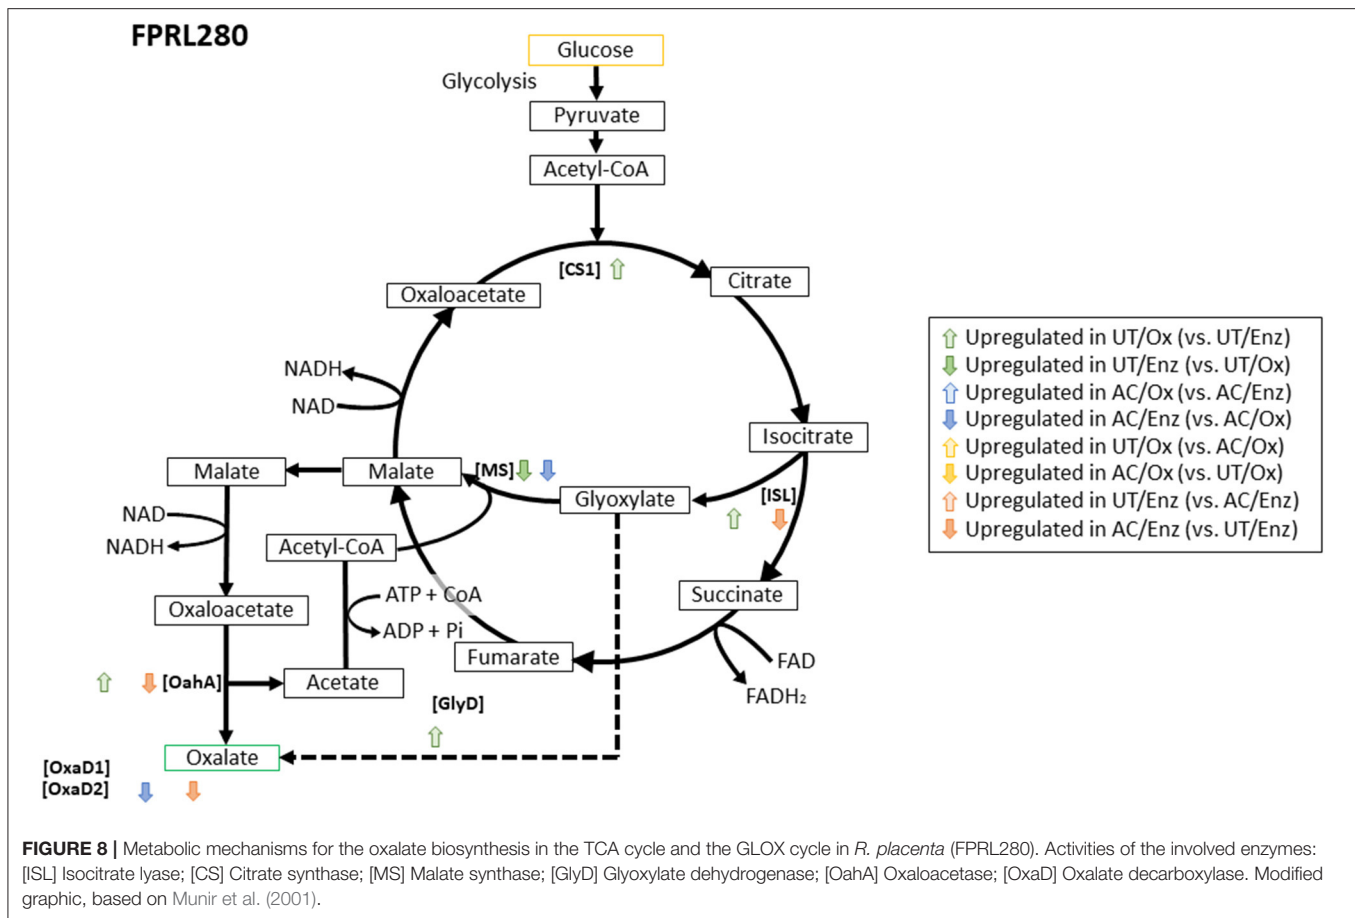 FPRL280
Glucose
Glycolysis
Pyruvate
Acetyl-CoA
[CS1]
Citrate
Oxaloacetate
NADH
NAD
Isocitrate
Malate
Malate
[MS]
Glyoxylate
[ISL]
NAD
NADH
Acetyl-CoA
ATP + CoA
ADP + Pi
Succinate
Oxaloacetate
Fumarate
FAD
FADH₂
[OahA]
Acetate
[GlyD]
Oxalate
[OxaD1]
[OxaD2]
Upregulated in UT/Ox (vs. UT/Enz)
Upregulated in UT/Enz (vs. UT/Ox)
Upregulated in AC/Ox (vs. AC/Enz)
Upregulated in AC/Enz (vs. AC/Ox)
Upregulated in UT/Ox (vs. AC/Ox)
Upregulated in AC/Ox (vs. UT/Ox)
Upregulated in UT/Enz (vs. AC/Enz)
Upregulated in AC/Enz (vs. UT/Enz)
FIGURE 8 | Metabolic mechanisms for the oxalate biosynthesis in the TCA cycle and the GLOX cycle in R. placenta (FPRL280). Activities of the involved enzymes:
[ISL] Isocitrate lyase; [CS] Citrate synthase; [MS] Malate synthase; [GlyD] Glyoxylate dehydrogenase; [OahA] Oxaloacetase; [OxaD] Oxalate decarboxylase. Modified
graphic, based on Munir et al. (2001).